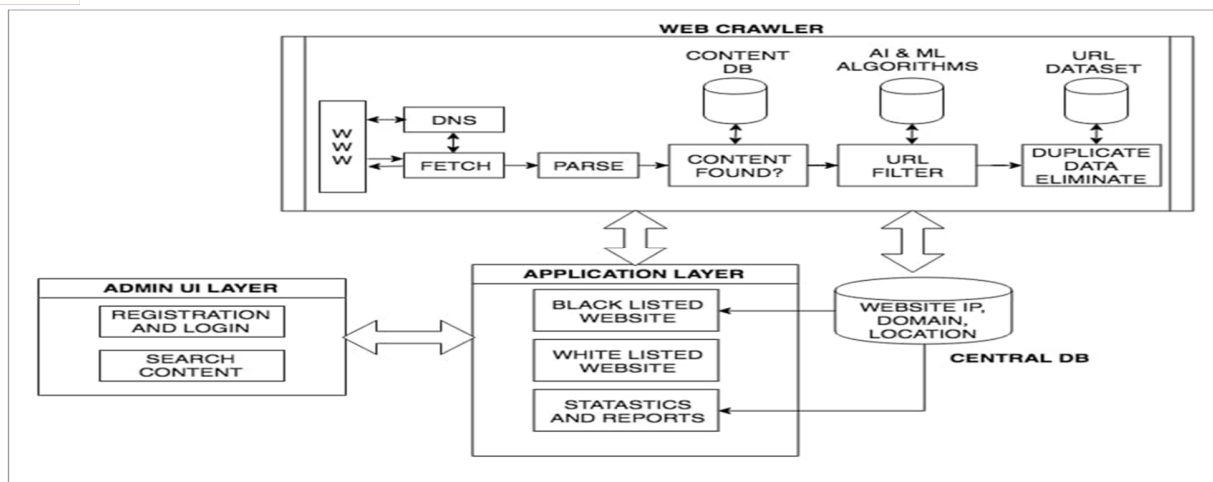 WEB CRAWLER
CONTENT
DB
AI & ML
ALGORITHMS
URL
DATASET
W
W
W
DNS
FETCH
PARSE
CONTENT
FOUND?
URL
FILTER
DUPLICATE
DATA
ELIMINATE
ADMIN UI LAYER
REGISTRATION
AND LOGIN
SEARCH
CONTENT
APPLICATION LAYER
BLACK LISTED
WEBSITE
WHITE LISTED
WEBSITE
STATASTICS
AND REPORTS
WEBSITE IP,
DOMAIN,
LOCATION
CENTRAL DB